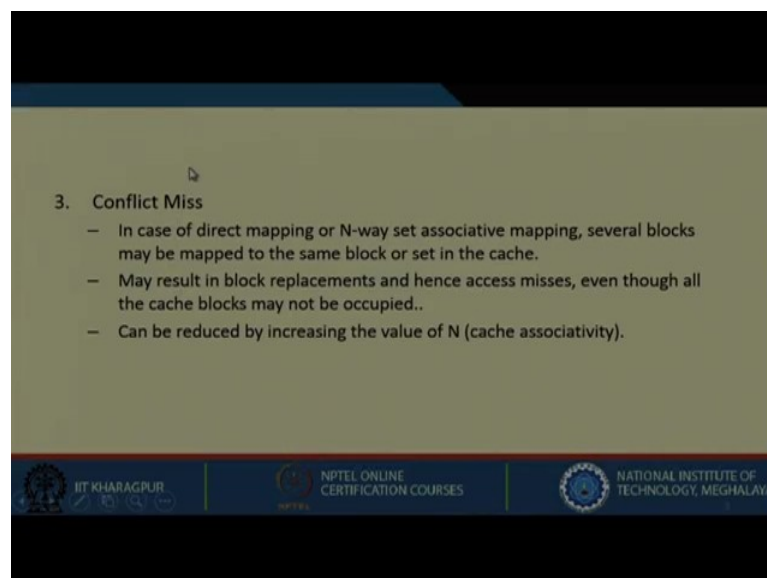 3. Conflict Miss
– In case of direct mapping or N-way set associative mapping, several blocks
may be mapped to the same block or set in the cache.
– May result in block replacements and hence access misses, even though all
the cache blocks may not be occupied..
– Can be reduced by increasing the value of N (cache associativity).
IIT KHARAGPUR
NPTEL
NPTEL ONLINE
CERTIFICATION COURSES
NATIONAL INSTITUTE OF
TECHNOLOGY, MEGHALAY